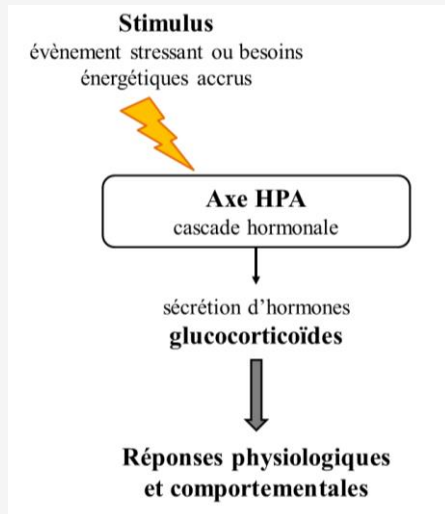 Stimulus
évènement stressant ou besoins
énergétiques accrus
Axe HPA
cascade hormonale
sécrétion d'hormones
glucocorticoïdes
Réponses physiologiques
et comportementales